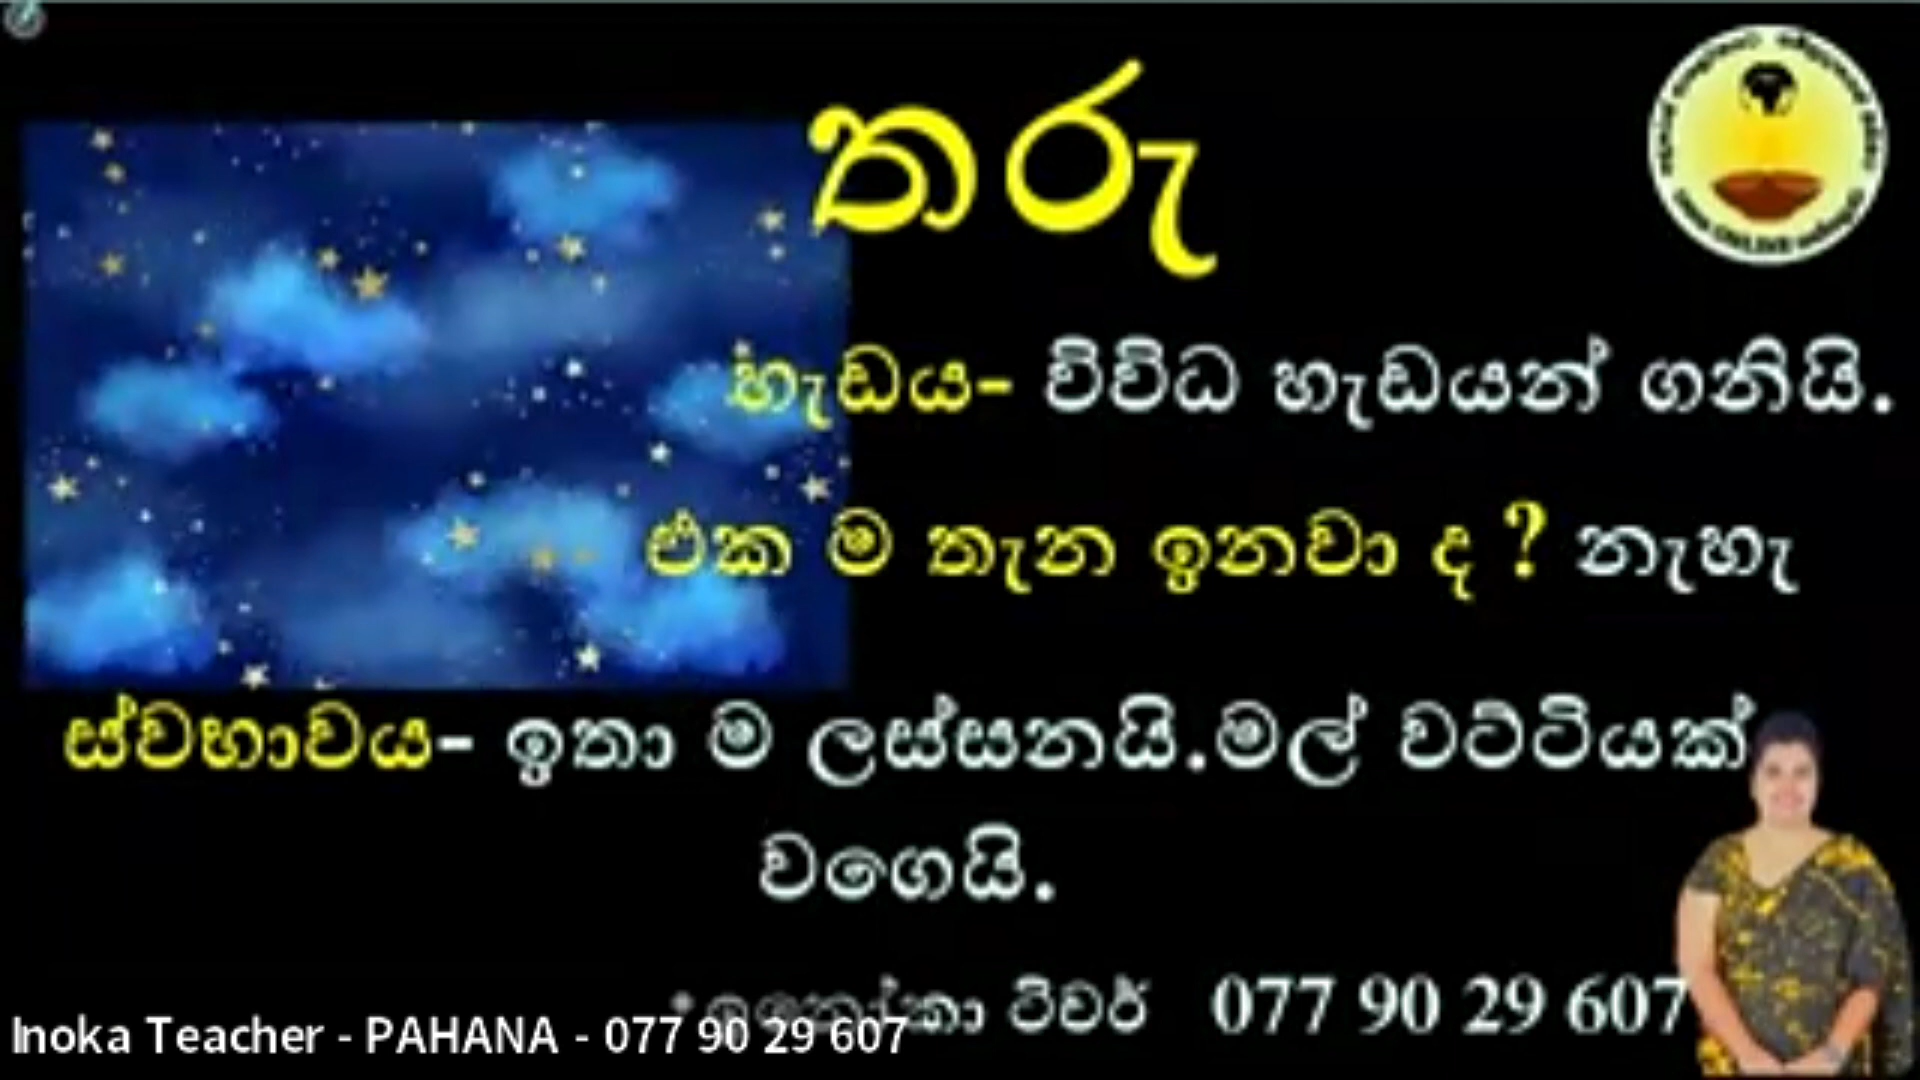 තරු
හැඩය- විවිධ හැඩයන් ගනියි.
එක ම තැන ඉනවා ද ? නැහැ
ස්වභාවය- ඉතා ම ලස්සනයි.මල් වට්ටියක්
වගෙයි.
ටීචර් 077 90 29 607
Inoka Teacher - PAHANA - 077 90 29 607